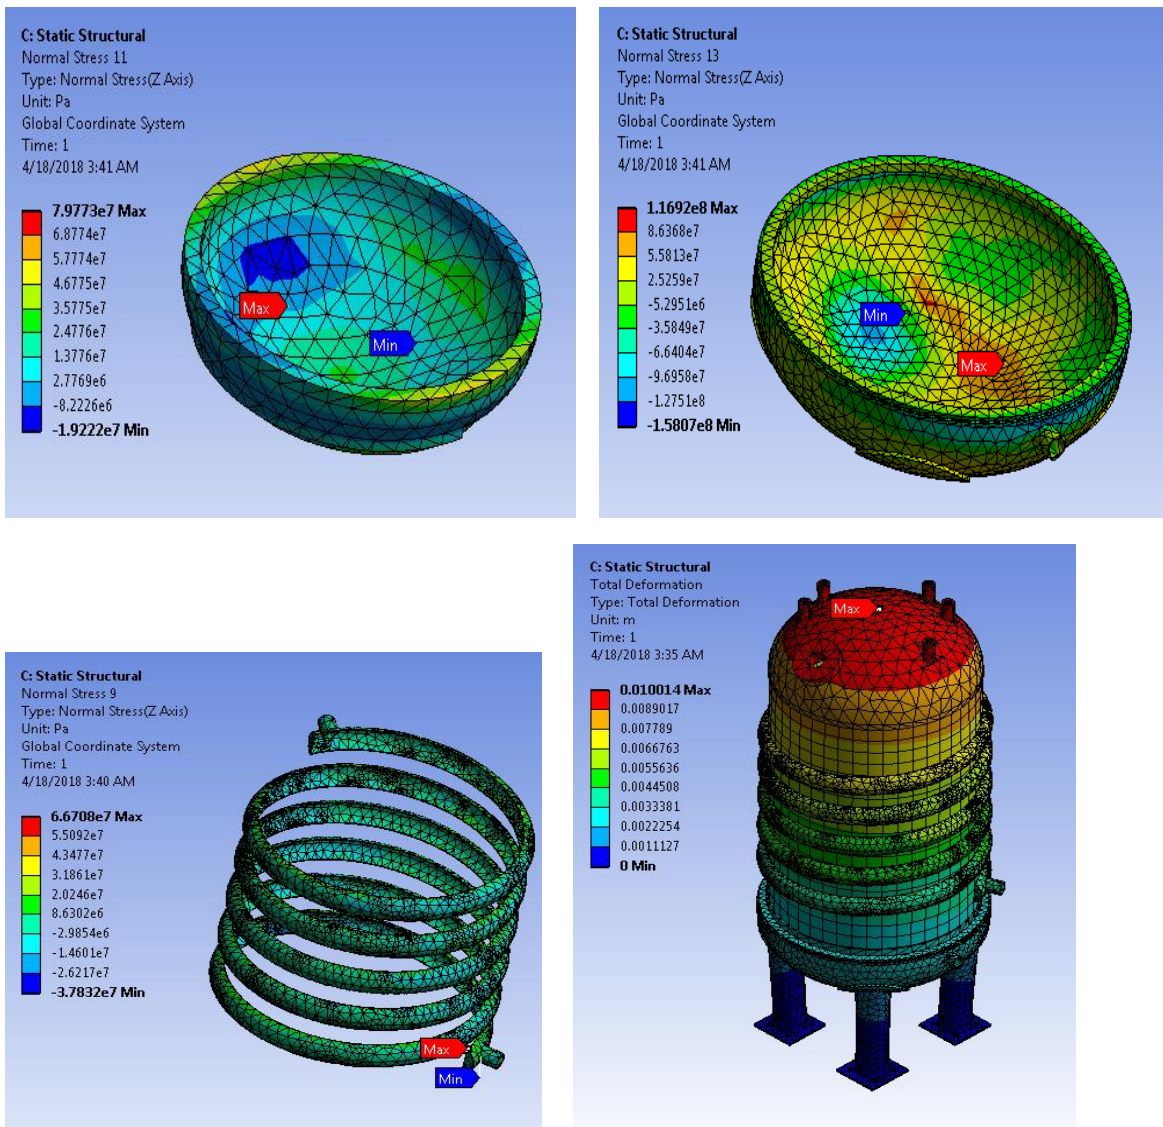 C: Static Structural
Normal Stress 11
Type: Normal Stress(Z Axis)
Unit: Pa
Global Coordinate System
Time: 1
4/18/2018 3:41 AM
7.9773e7 Max
6.8774e7
5.7774e7
4.6775e7
3.5775e7
2.4776e7
1.3776e7
2.7769e6
-8.2226e6
-1.9222e7 Min
Max
Min
C: Static Structural
Normal Stress 13
Type: Normal Stress(Z Axis)
Unit: Pa
Global Coordinate System
Time: 1
4/18/2018 3:41 AM
1.1692e8 Max
8.6368e7
5.5813e7
2.5259e7
-5.2951e6
-3.5849e7
-6.6404e7
-9.6958e7
-1.2751e8
-1.5807e8 Min
Min
Max
C: Static Structural
Normal Stress 9
Type: Normal Stress(Z Axis)
Unit: Pa
Global Coordinate System
Time: 1
4/18/2018 3:40 AM
6.6708e7 Max
5.5092e7
4.3477e7
3.1861e7
2.0246e7
8.6302e6
-2.9854e6
-1.4601e7
-2.6217e7
-3.7832e7 Min
Max
Min
C: Static Structural
Total Deformation
Type: Total Deformation
Unit: m
Time: 1
4/18/2018 3:35 AM
0.010014 Max
0.0089017
0.007789
0.0066763
0.0055636
0.0044508
0.0033381
0.0022254
0.0011127
0 Min
Max